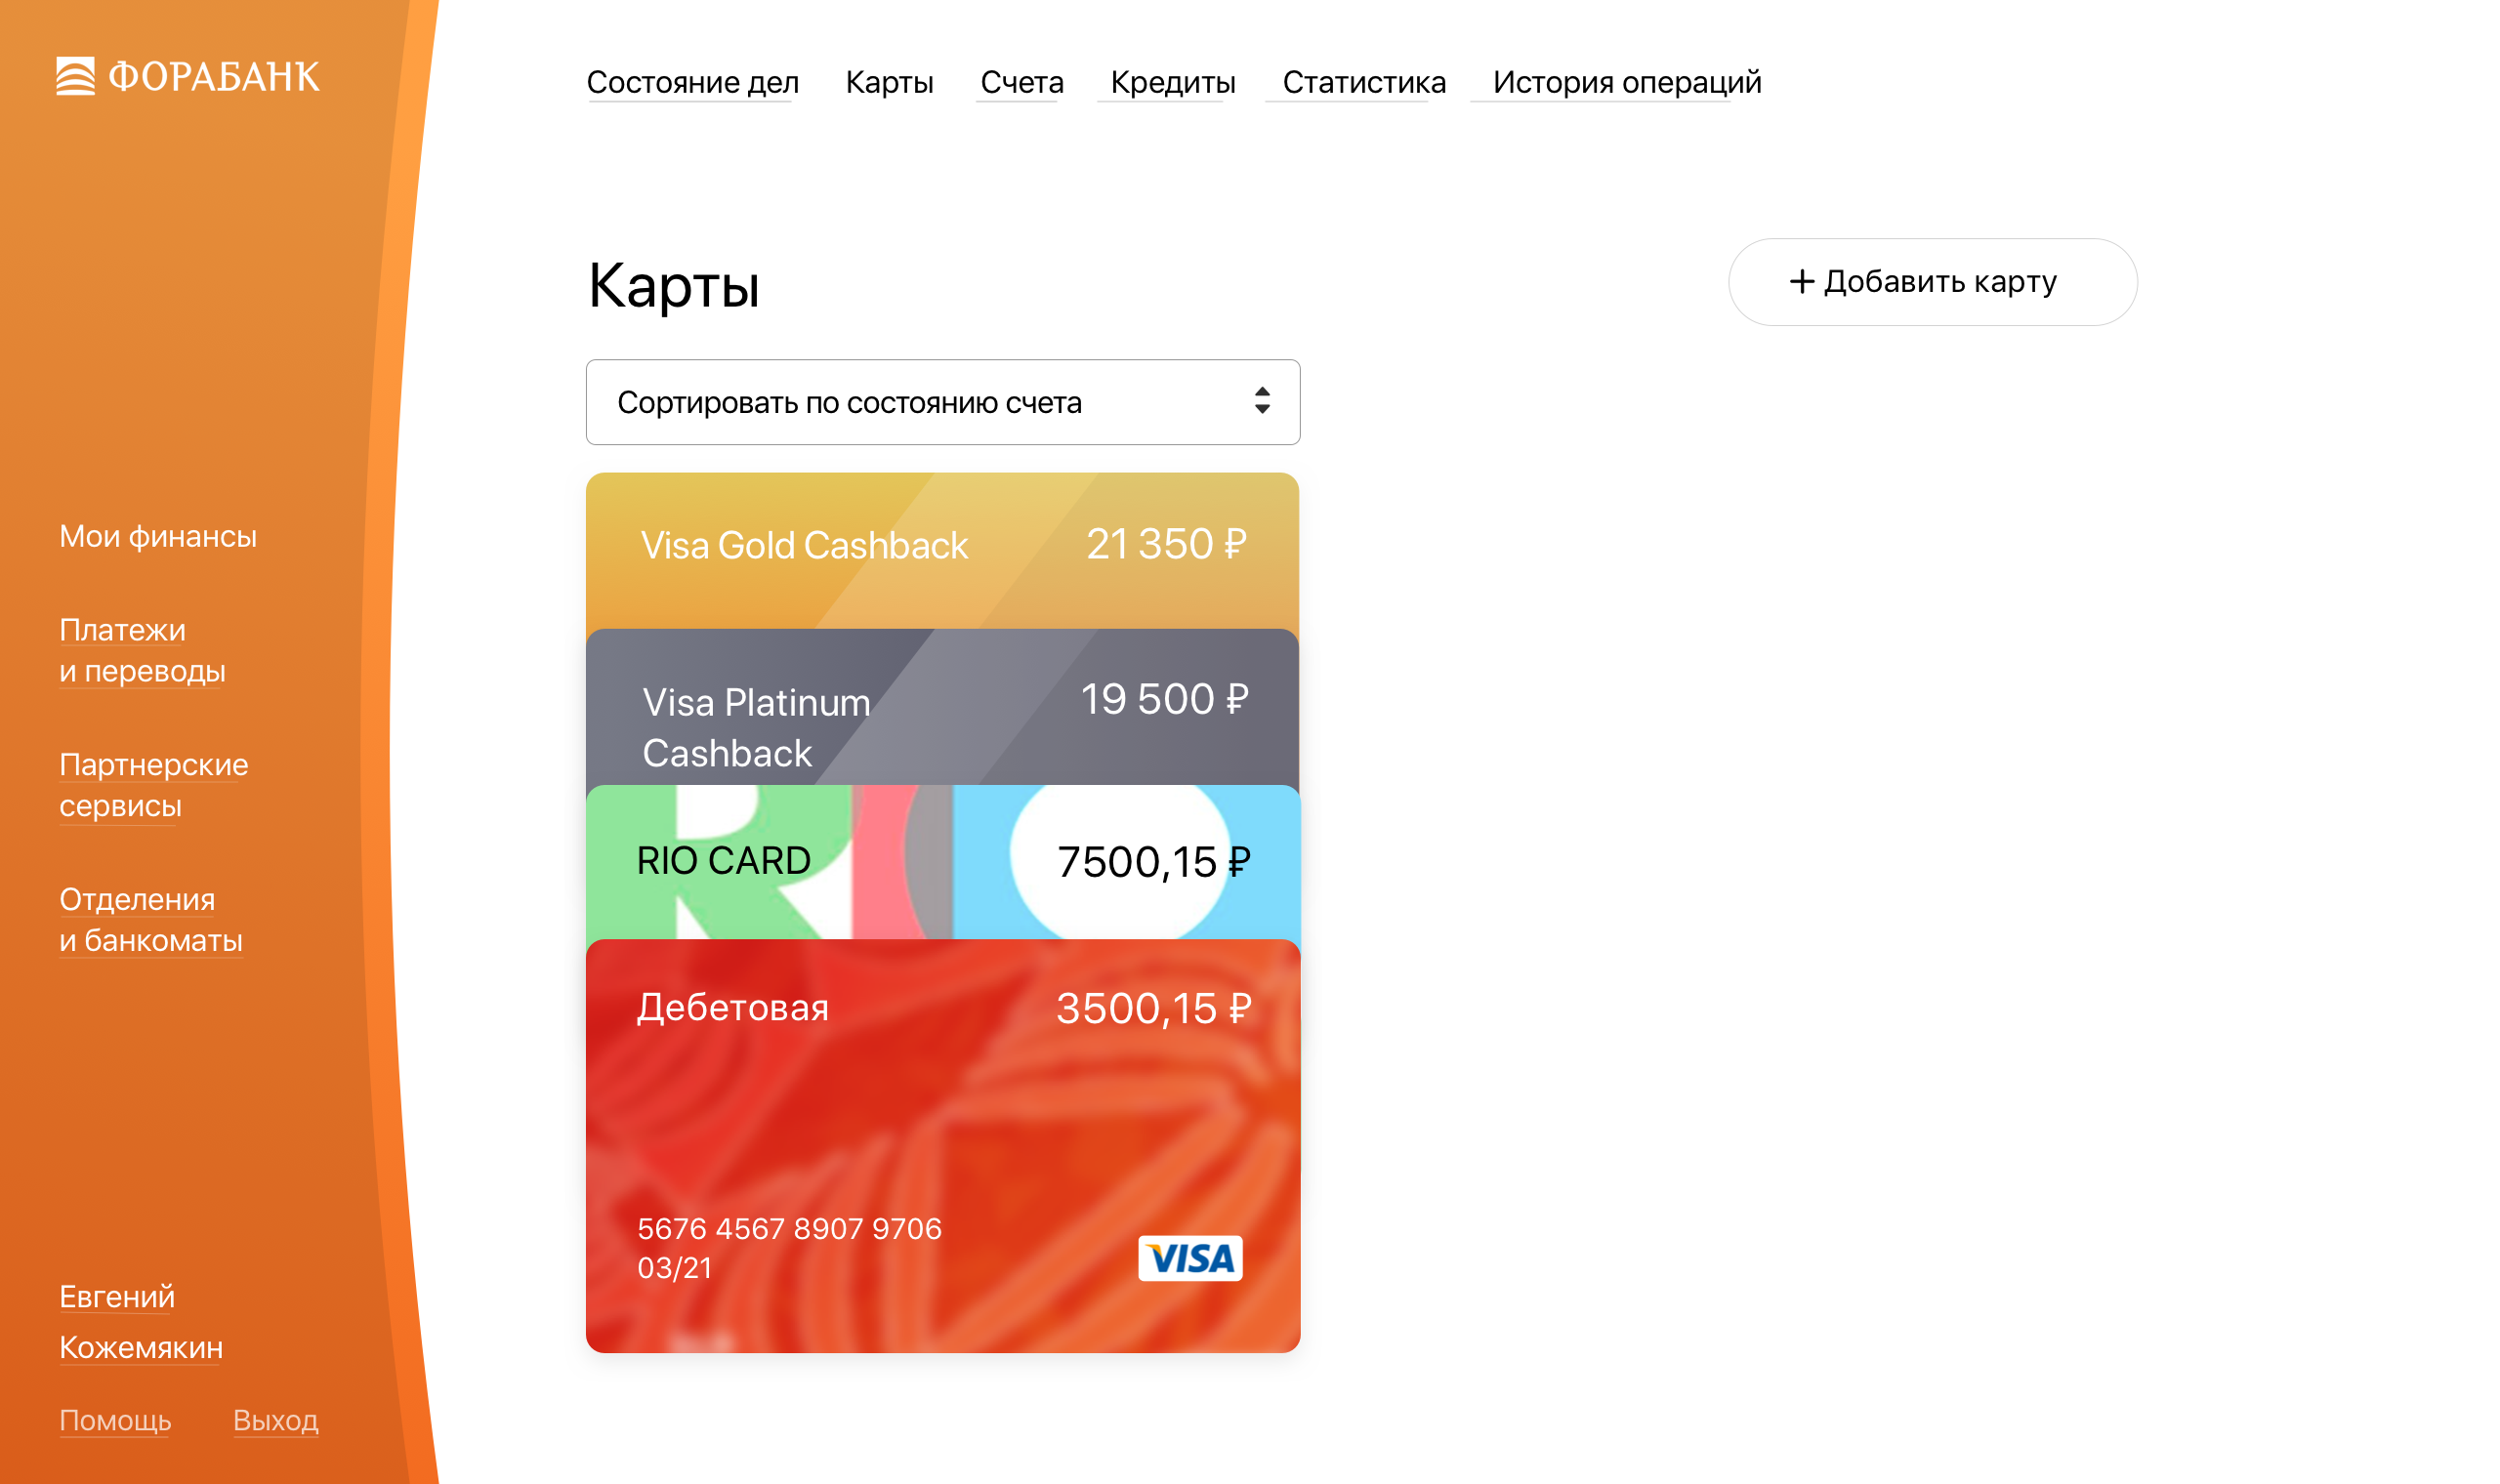 ФОРАБАНК
Состояние дел Карты Счета Кредиты Статистика История операций
Карты
+ Добавить карту
Сортировать по состоянию счета
Мои финансы
Платежи
и переводы
Партнерские
сервисы
Отделения
и банкоматы
Евгений
Кожемякин
Помощь Выход
Visa Gold Cashback 21 350 ₽
Visa Platinum 19 500 ₽
Cashback
RIO
RIO CARD 7500,15 ₽
Дебетовая 3500,15 ₽
5676 4567 8907 9706
03/21
VISA